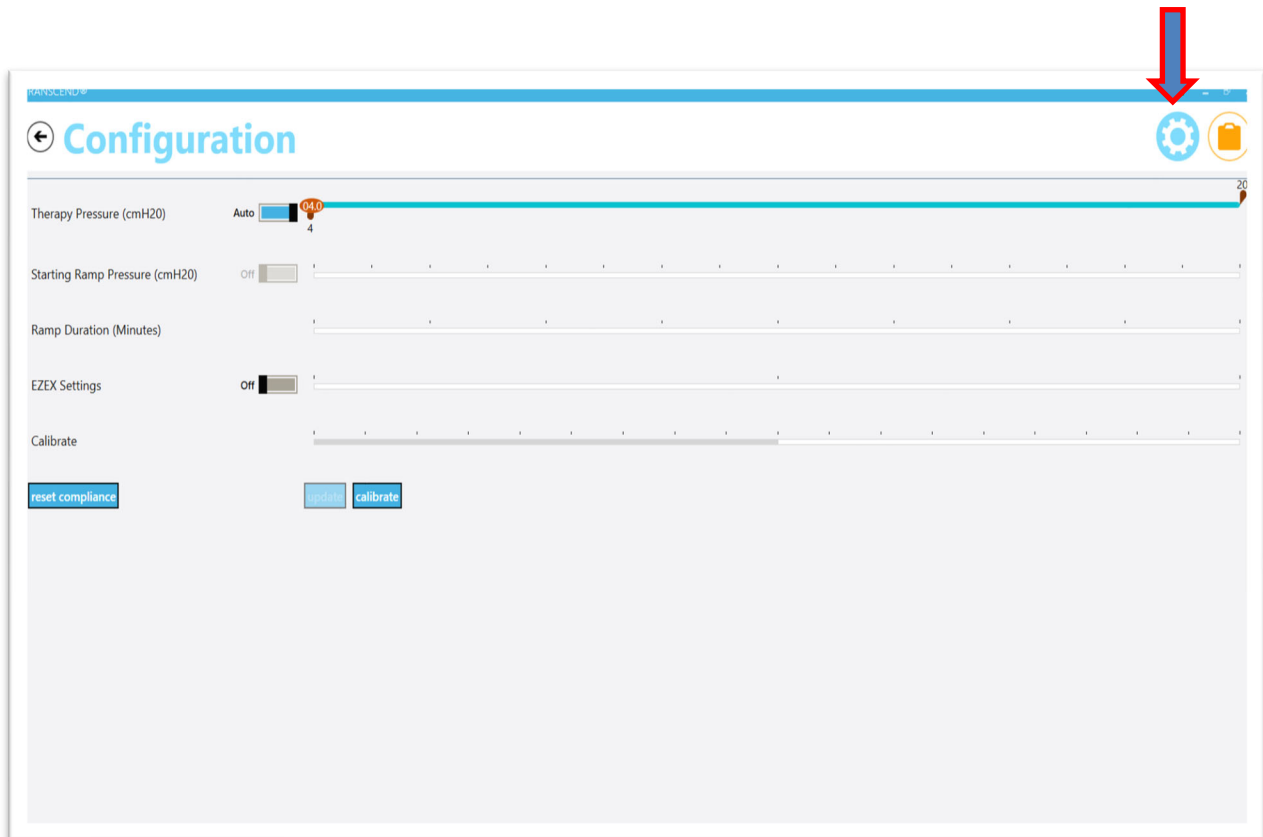 RANSCEND®
Configuration
20
Therapy Pressure (cmH20) Auto 04.0
4
Starting Ramp Pressure (cmH20) Off
Ramp Duration (Minutes)
EZEX Settings Off
Calibrate
reset compliance update calibrate